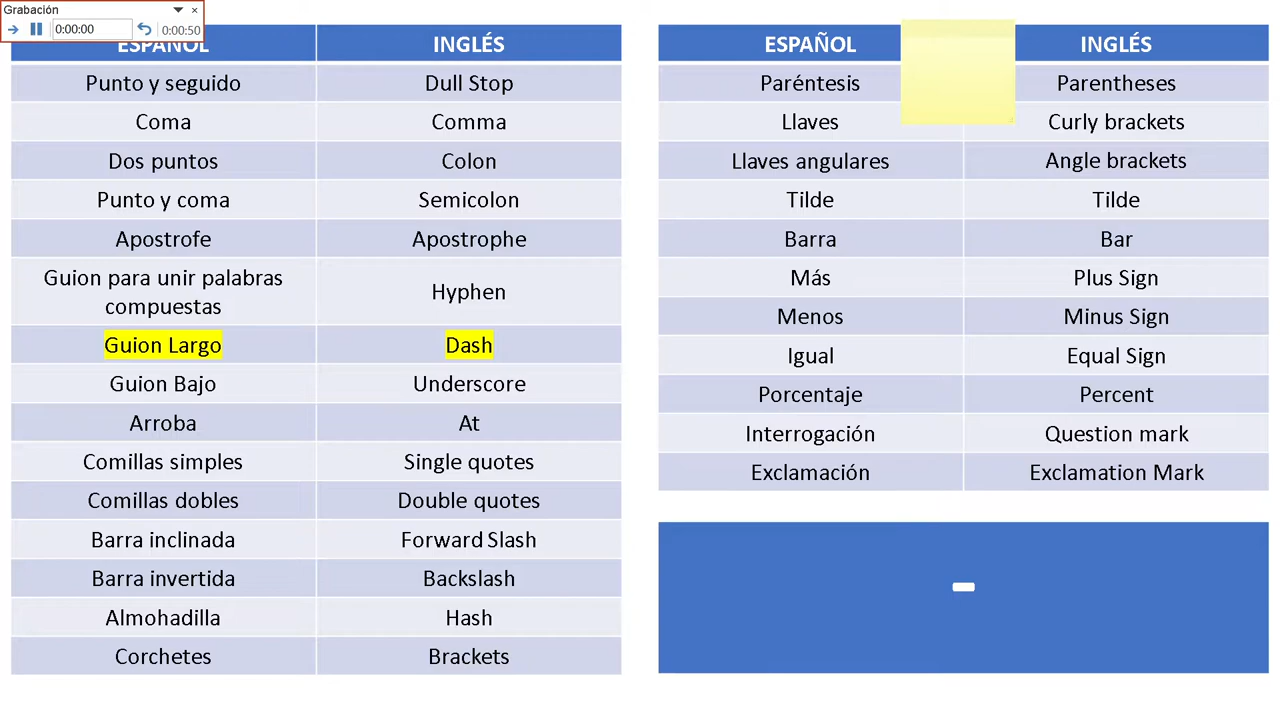 Grabación
0:00:00
0:00:50
ESPAÑOL INGLÉS
Punto y seguido Dull Stop
Coma Comma
Dos puntos Colon
Punto y coma Semicolon
Apostrofe Apostrophe
Guion para unir palabras
compuestas Hyphen
Guion Largo Dash
Guion Bajo Underscore
Arroba At
Comillas simples Single quotes
Comillas dobles Double quotes
Barra inclinada Forward Slash
Barra invertida Backslash
Almohadilla Hash
Corchetes Brackets
ESPAÑOL INGLÉS
Paréntesis Parentheses
Llaves Curly brackets
Llaves angulares Angle brackets
Tilde Tilde
Barra Bar
Más Plus Sign
Menos Minus Sign
Igual Equal Sign
Porcentaje Percent
Interrogación Question mark
Exclamación Exclamation Mark
-